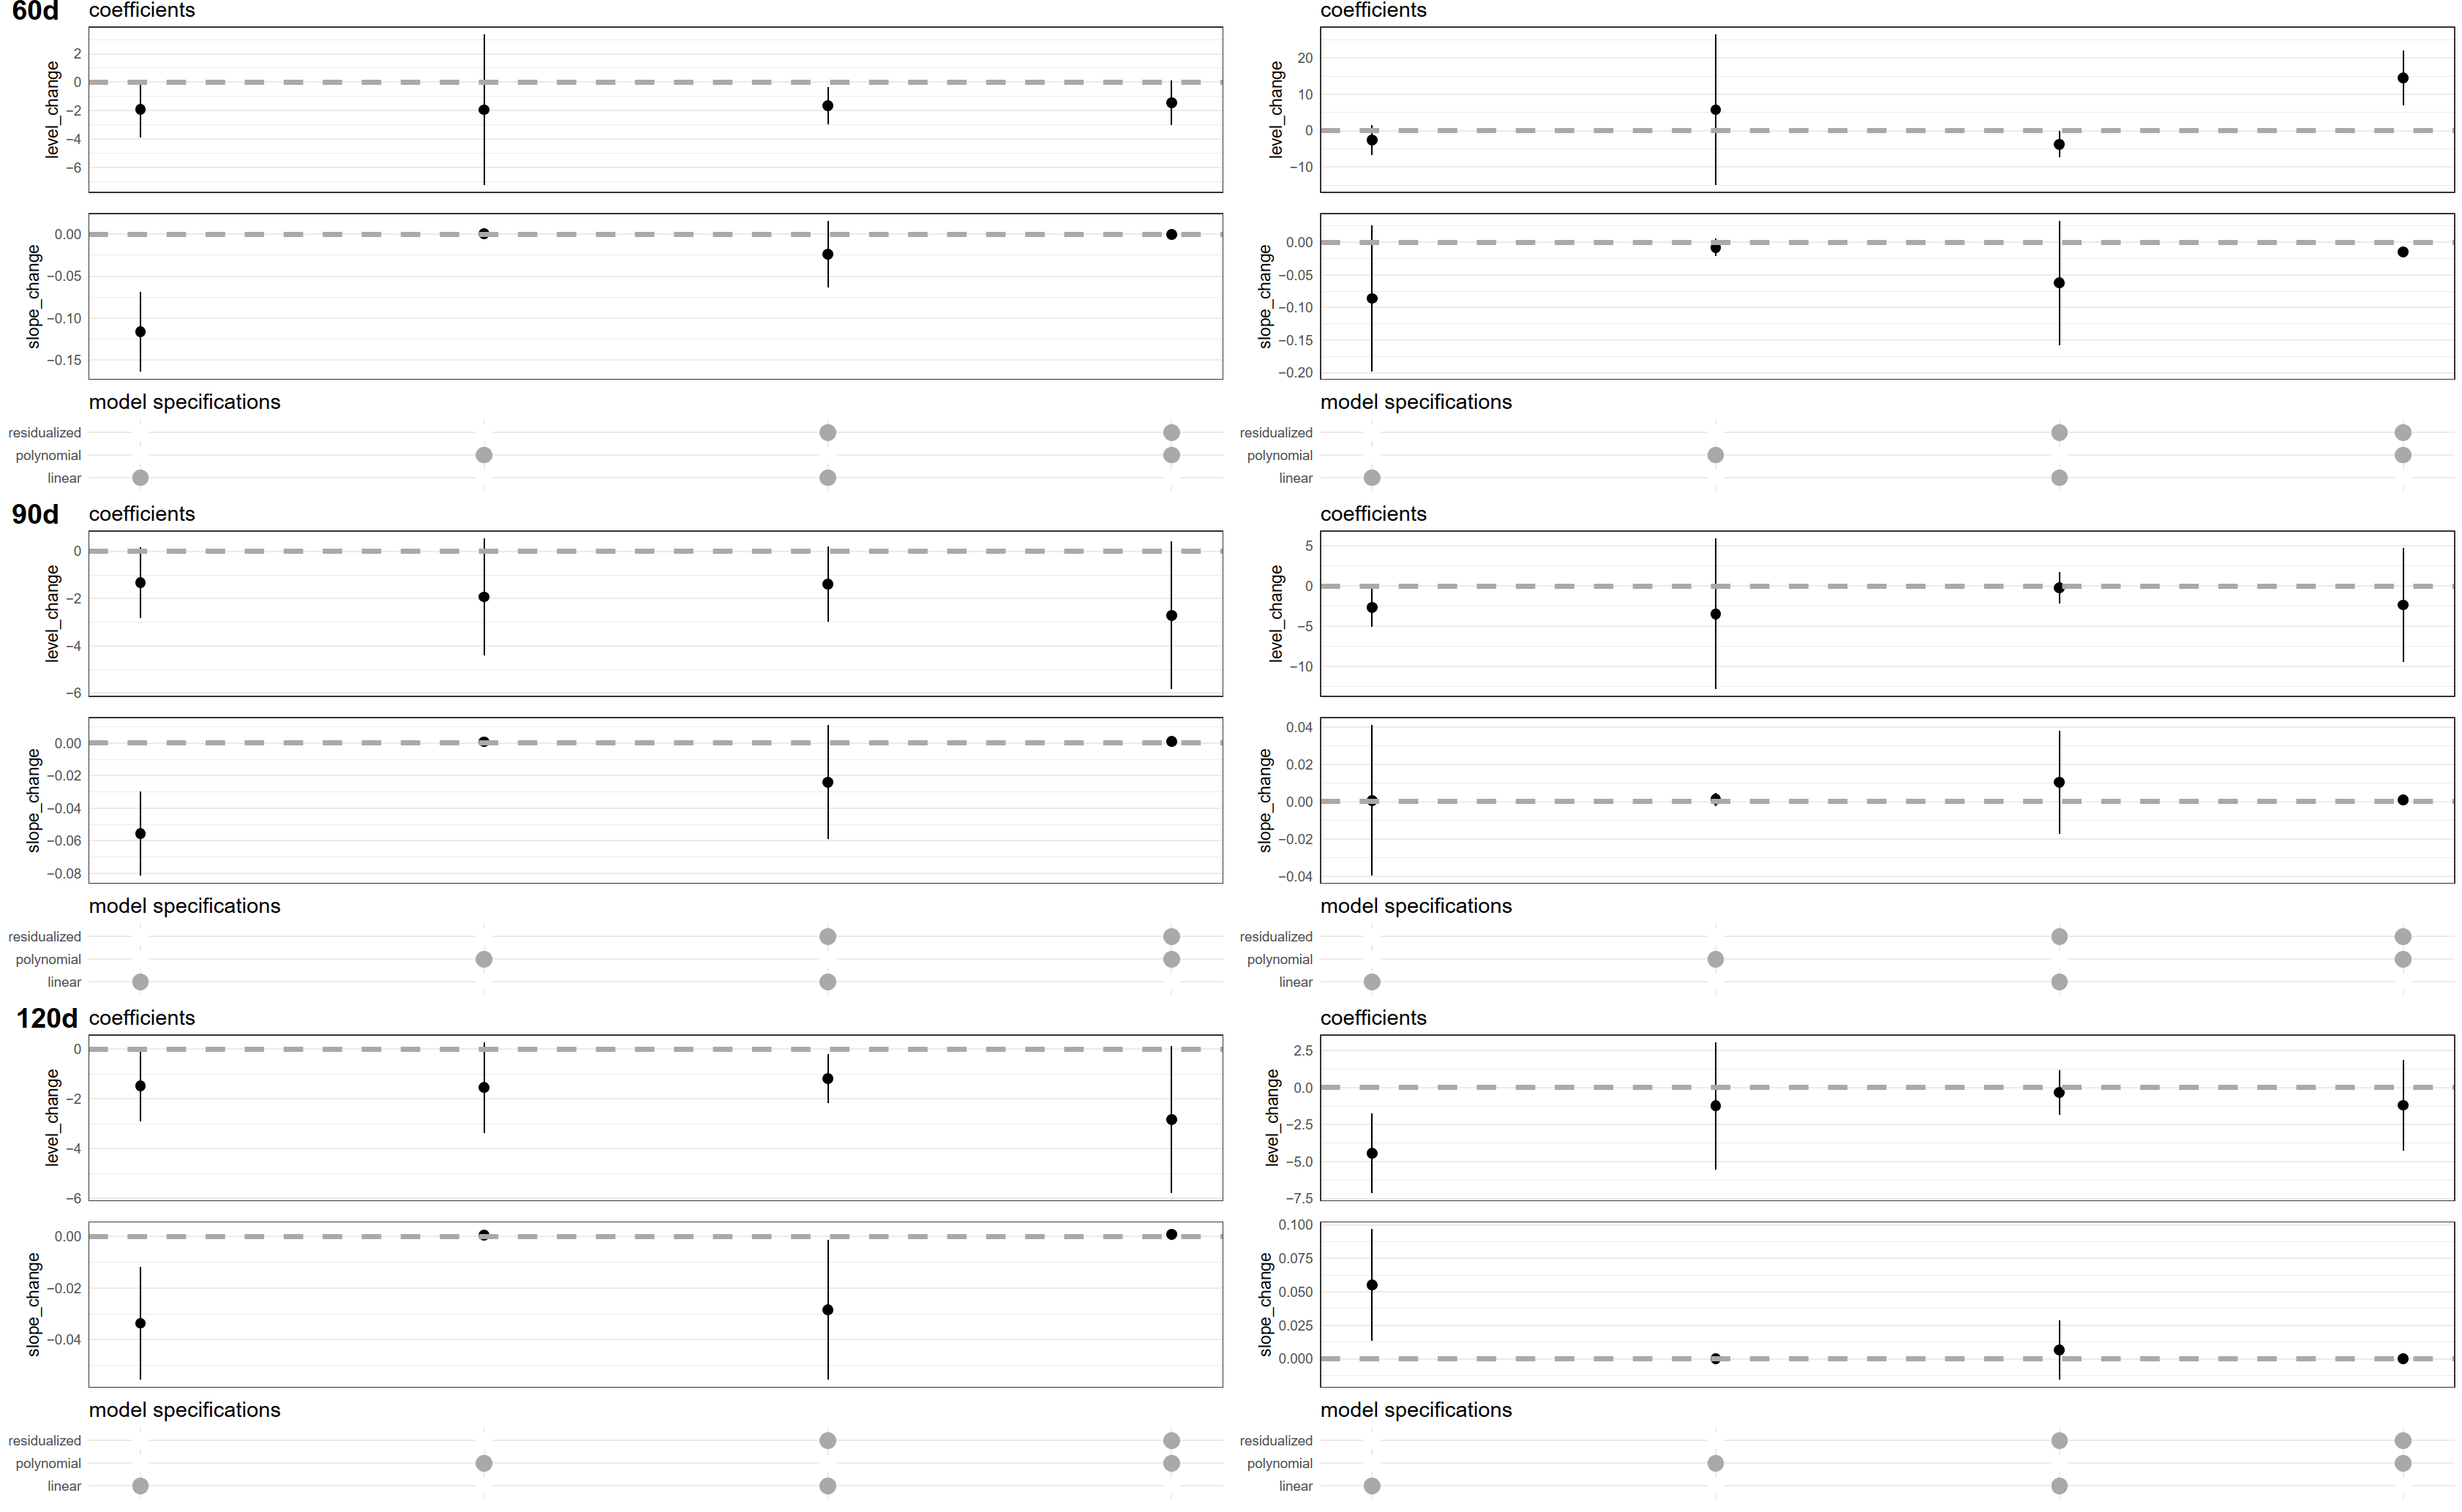 60d
coefficients
level_change
2
0
−2
−4
−6
slope_change
0.00
−0.05
−0.10
−0.15
model specifications
residualized
polynomial
linear
coefficients
level_change
20
10
0
−10
slope_change
0.00
−0.05
−0.10
−0.15
−0.20
model specifications
residualized
polynomial
linear
90d
coefficients
level_change
0
−2
−4
−6
slope_change
0.00
−0.02
−0.04
−0.06
−0.08
model specifications
residualized
polynomial
linear
coefficients
level_change
5
0
−5
−10
slope_change
0.04
0.02
0.00
−0.02
−0.04
model specifications
residualized
polynomial
linear
120d
coefficients
level_change
0
−2
−4
−6
slope_change
0.00
−0.02
−0.04
model specifications
residualized
polynomial
linear
coefficients
level_change
2.5
0.0
−2.5
−5.0
−7.5
slope_change
0.100
0.075
0.050
0.025
0.000
model specifications
residualized
polynomial
linear